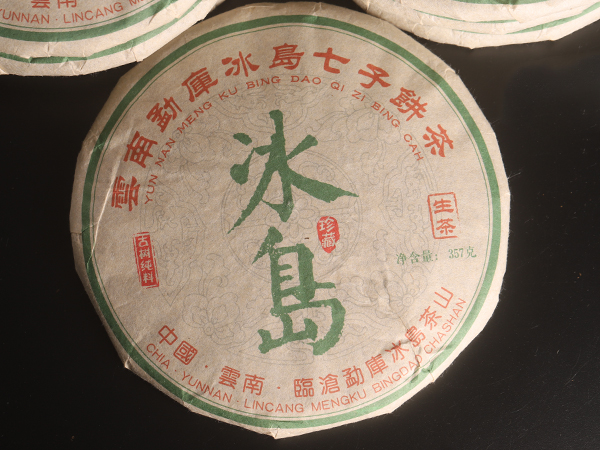 雲南
YUNNAN · LINCANG MENG
雲南勐庫冰島七子餅茶
YUN NAN MENG KU BING DAO QI ZI BING CAH
冰島
珍藏
生茶
古樹纯料
净含量: 357克
中國 · 雲南 · 臨滄勐庫冰島茶山
CHIA · YUNNAN · LINCANG MENGKU BINGDAO CHASHAN